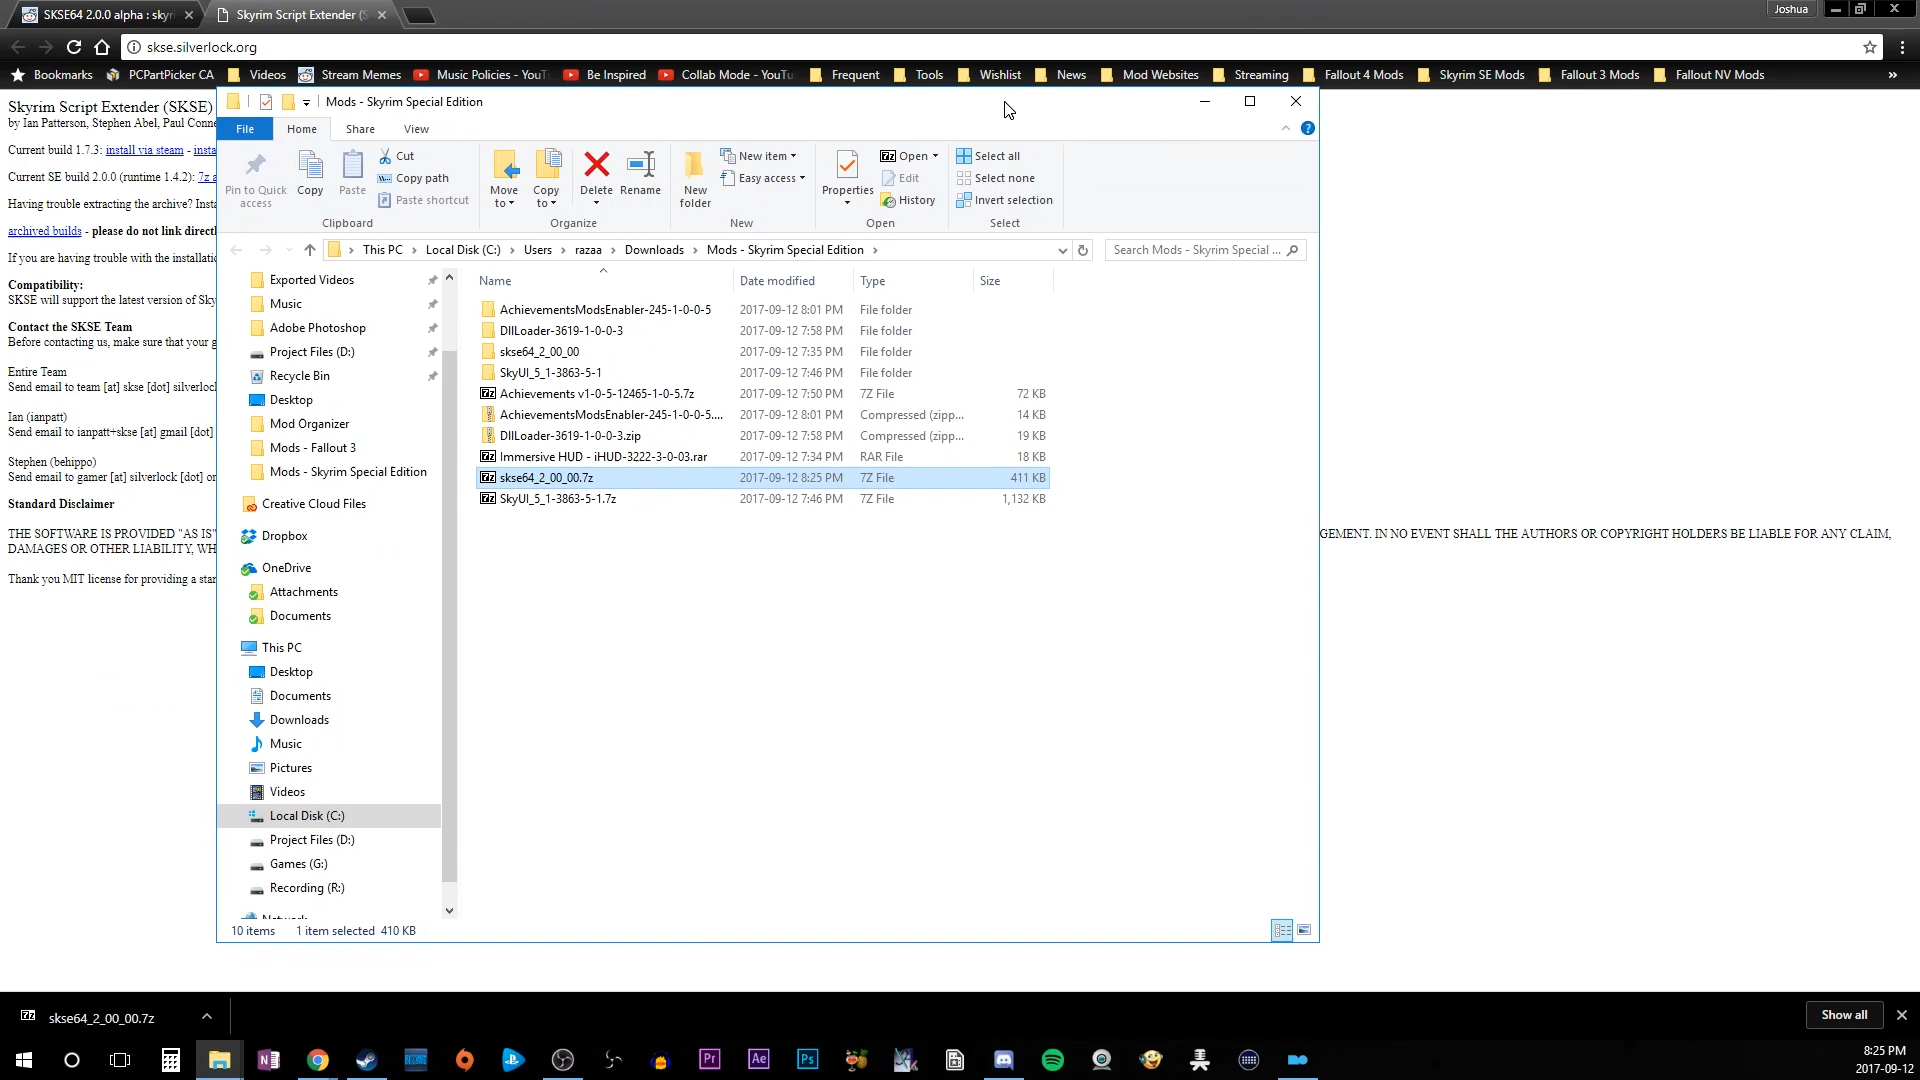 SKSE64 2.0.0 alpha : skyr
Skyrim Script Extender (S
Joshua
skse.silverlock.org
Bookmarks
PCPartPicker CA
Videos
Stream Memes
Music Policies - YouT
Be Inspired
Collab Mode - YouTu
Frequent
Tools
Wishlist
News
Mod Websites
Streaming
Fallout 4 Mods
Skyrim SE Mods
Fallout 3 Mods
Fallout NV Mods
»
Skyrim Script Extender (SKSE)
by Ian Patterson, Stephen Abel, Paul Conne
Current build 1.7.3: install via steam - insta
Current SE build 2.0.0 (runtime 1.4.2): 7z a
Having trouble extracting the archive? Insta
archived builds - please do not link directl
If you are having trouble with the installatio
Compatibility:
SKSE will support the latest version of Sky
Contact the SKSE Team
Before contacting us, make sure that your g
Entire Team
Send email to team [at] skse [dot] silverlock
Ian (ianpatt)
Send email to ianpatt+skse [at] gmail [dot]
Stephen (behippo)
Send email to gamer [at] silverlock [dot] or
Standard Disclaimer
THE SOFTWARE IS PROVIDED "AS IS"
GEMENT. IN NO EVENT SHALL THE AUTHORS OR COPYRIGHT HOLDERS BE LIABLE FOR ANY CLAIM,
DAMAGES OR OTHER LIABILITY, WH
Thank you MIT license for providing a star
Mods - Skyrim Special Edition
File
Home
Share
View
Pin to Quick access
Copy
Paste
Cut
Copy path
Paste shortcut
Clipboard
Move to
Copy to
Delete
Rename
Organize
New folder
New item
Easy access
New
Properties
Open
Edit
History
Open
Select all
Select none
Invert selection
Select
This PC
Local Disk (C:)
Users
razaa
Downloads
Mods - Skyrim Special Edition
Search Mods - Skyrim Special ...
Exported Videos
Music
Adobe Photoshop
Project Files (D:)
Recycle Bin
Desktop
Mod Organizer
Mods - Fallout 3
Mods - Skyrim Special Edition
Creative Cloud Files
Dropbox
OneDrive
Attachments
Documents
This PC
Desktop
Documents
Downloads
Music
Pictures
Videos
Local Disk (C:)
Project Files (D:)
Games (G:)
Recording (R:)
Network
Name Date modified Type Size
AchievementsModsEnabler-245-1-0-0-5 2017-09-12 8:01 PM File folder
DllLoader-3619-1-0-0-3 2017-09-12 7:58 PM File folder
skse64_2_00_00 2017-09-12 7:35 PM File folder
SkyUI_5_1-3863-5-1 2017-09-12 7:46 PM File folder
Achievements v1-0-5-12465-1-0-5.7z 2017-09-12 7:50 PM 7Z File 72 KB
AchievementsModsEnabler-245-1-0-0-5.... 2017-09-12 8:01 PM Compressed (zipp... 14 KB
DllLoader-3619-1-0-0-3.zip 2017-09-12 7:58 PM Compressed (zipp... 19 KB
Immersive HUD - iHUD-3222-3-0-03.rar 2017-09-12 7:34 PM RAR File 18 KB
skse64_2_00_00.7z 2017-09-12 8:25 PM 7Z File 411 KB
SkyUI_5_1-3863-5-1.7z 2017-09-12 7:46 PM 7Z File 1,132 KB
10 items 1 item selected 410 KB
skse64_2_00_00.7z
Show all
Pr
Ae
Ps
8:25 PM
2017-09-12